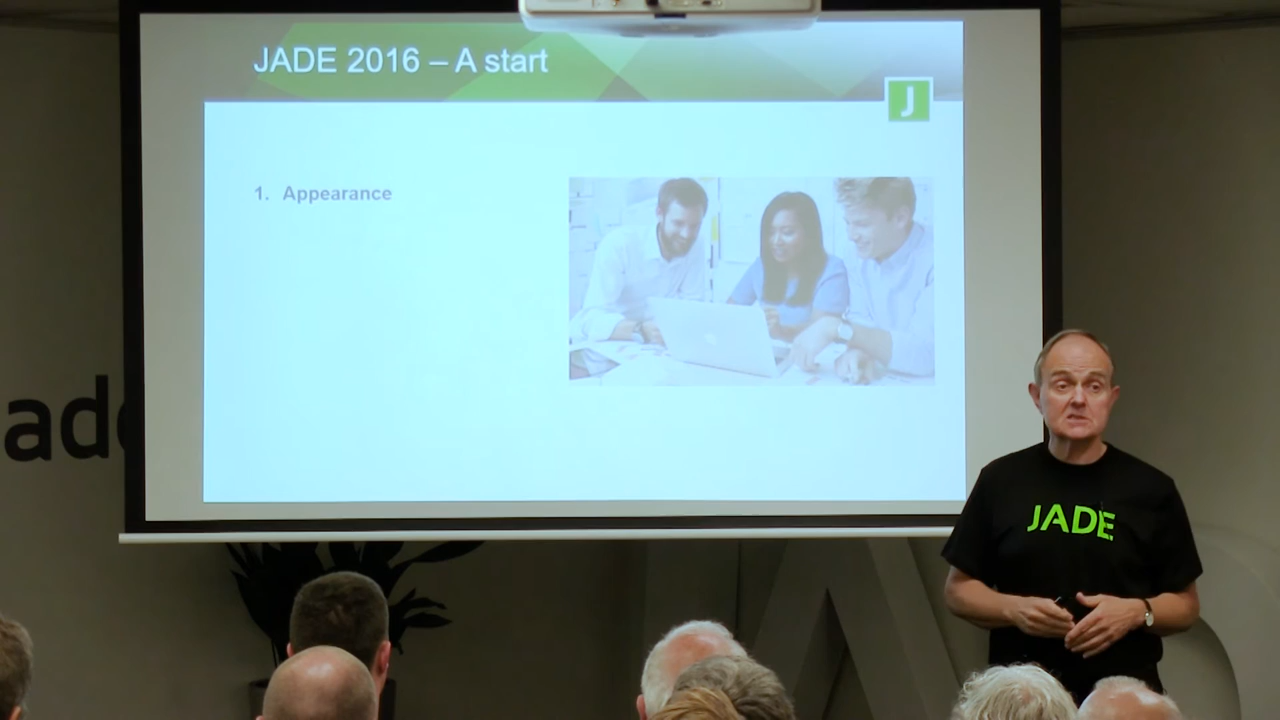 JADE 2016 – A start
J
1. Appearance
ade
JADE